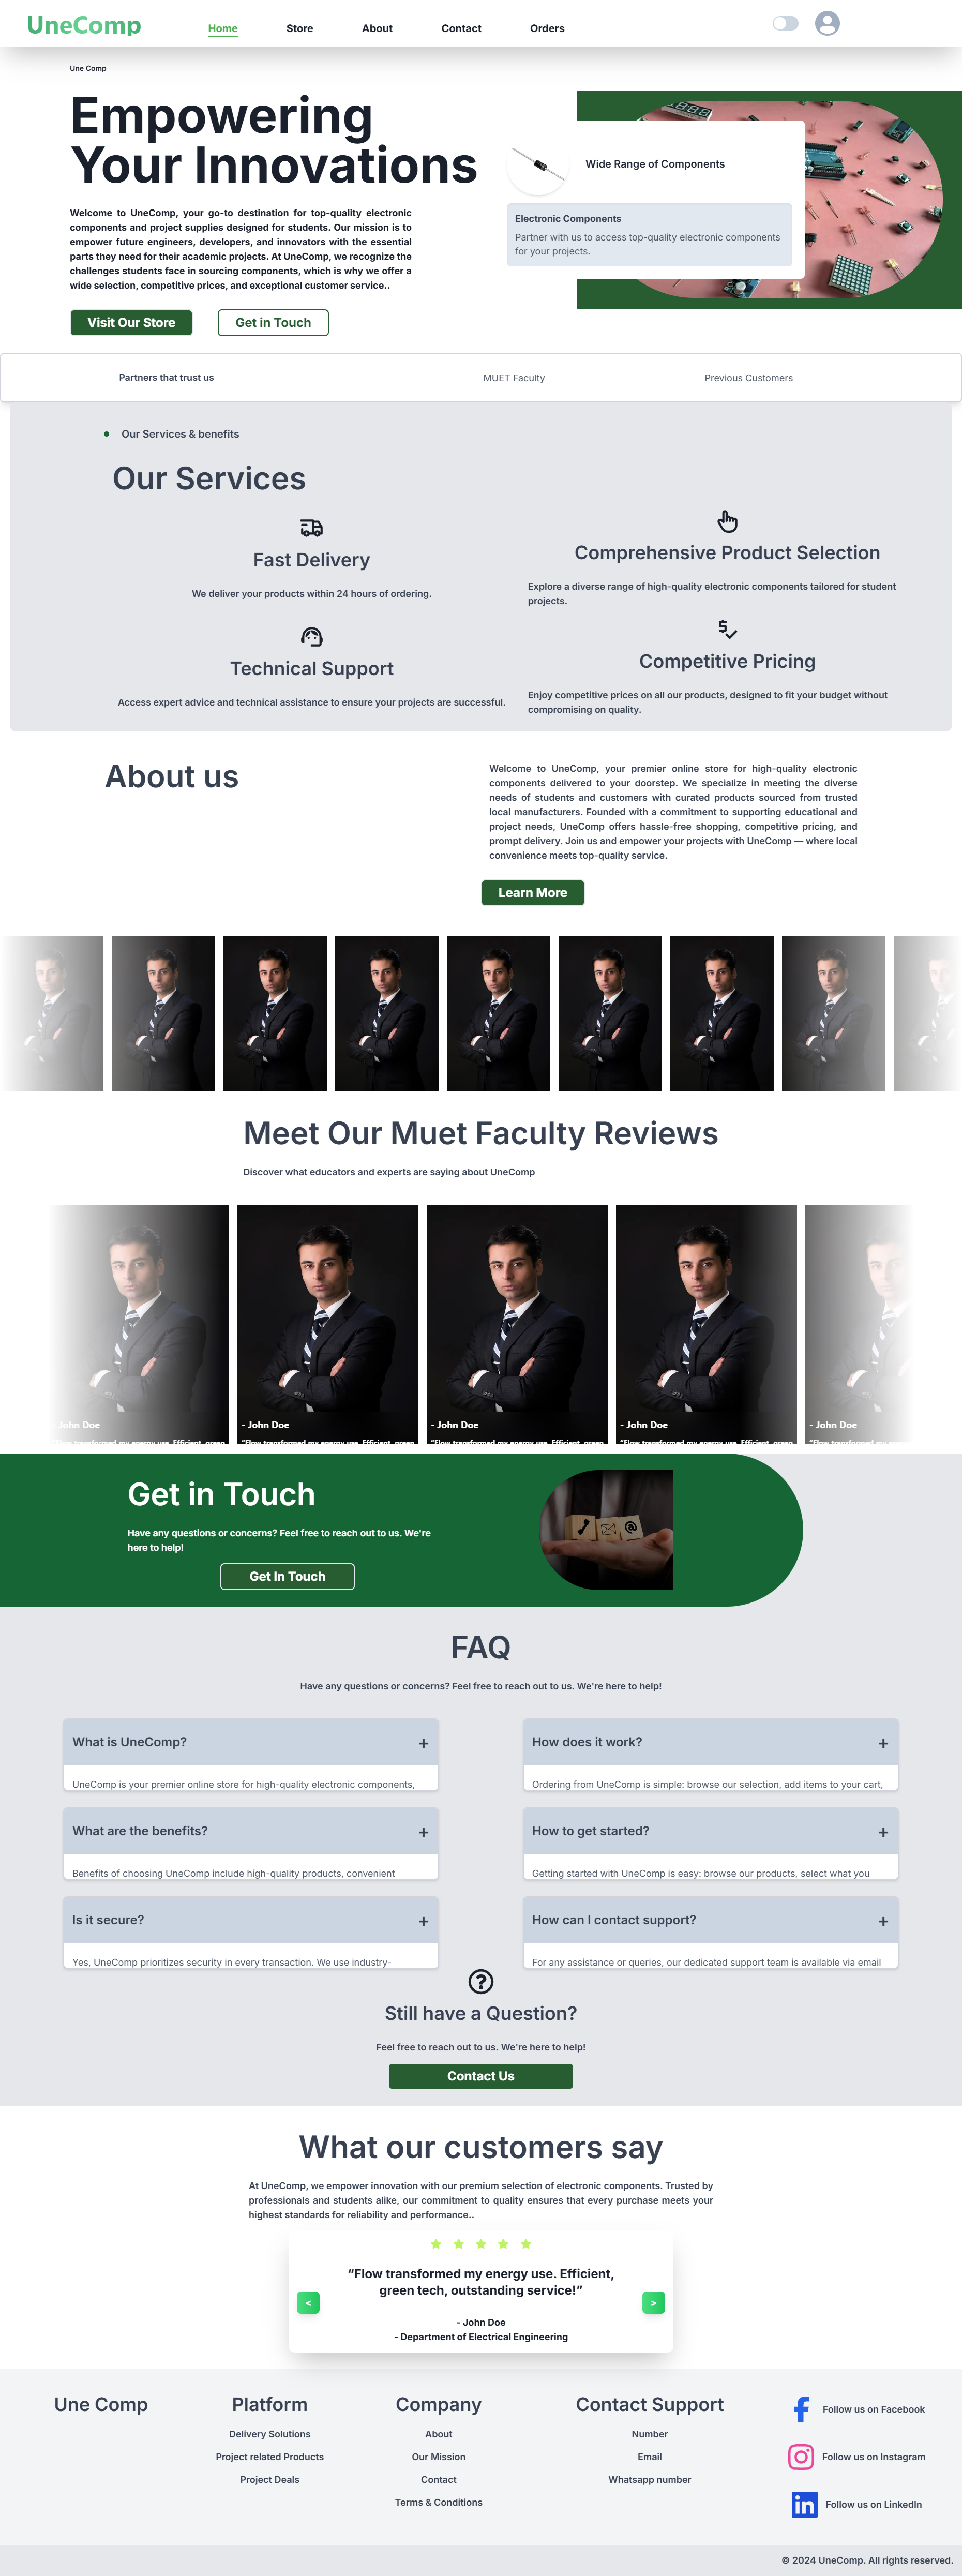 UneComp
Home
Store
About
Contact
Orders
Une Comp
Empowering
Your Innovations
Welcome to UneComp, your go-to destination for top-quality electronic
components and project supplies designed for students. Our mission is to
empower future engineers, developers, and innovators with the essential
parts they need for their academic projects. At UneComp, we recognize the
challenges students face in sourcing components, which is why we offer a
wide selection, competitive prices, and exceptional customer service..
Visit Our Store
Get in Touch
Wide Range of Components
Electronic Components
Partner with us to access top-quality electronic components
for your projects.
Partners that trust us
MUET Faculty
Previous Customers
Our Services & benefits
Our Services
Fast Delivery
We deliver your products within 24 hours of ordering.
Comprehensive Product Selection
Explore a diverse range of high-quality electronic components tailored for student
projects.
Technical Support
Access expert advice and technical assistance to ensure your projects are successful.
Competitive Pricing
Enjoy competitive prices on all our products, designed to fit your budget without
compromising on quality.
About us
Welcome to UneComp, your premier online store for high-quality electronic
components delivered to your doorstep. We specialize in meeting the diverse
needs of students and customers with curated products sourced from trusted
local manufacturers. Founded with a commitment to supporting educational and
project needs, UneComp offers hassle-free shopping, competitive pricing, and
prompt delivery. Join us and empower your projects with UneComp — where local
convenience meets top-quality service.
Learn More
Meet Our Muet Faculty Reviews
Discover what educators and experts are saying about UneComp
John Doe
- John Doe
- John Doe
- John Doe
- John Doe
transformed my energy use. Efficient, green
"Flow transformed my energy use. Efficient, green
"Flow transformed my energy use. Efficient, green
"Flow transformed my energy use. Efficient, green
"Flow transformed my energy use.
Get in Touch
Have any questions or concerns? Feel free to reach out to us. We're
here to help!
Get In Touch
@
FAQ
Have any questions or concerns? Feel free to reach out to us. We're here to help!
What is UneComp?
+
UneComp is your premier online store for high-quality electronic components,
How does it work?
+
Ordering from UneComp is simple: browse our selection, add items to your cart,
What are the benefits?
+
Benefits of choosing UneComp include high-quality products, convenient
How to get started?
+
Getting started with UneComp is easy: browse our products, select what you
Is it secure?
+
Yes, UneComp prioritizes security in every transaction. We use industry-
How can I contact support?
+
For any assistance or queries, our dedicated support team is available via email
Still have a Question?
Feel free to reach out to us. We're here to help!
Contact Us
What our customers say
At UneComp, we empower innovation with our premium selection of electronic components. Trusted by
professionals and students alike, our commitment to quality ensures that every purchase meets your
highest standards for reliability and performance..
“Flow transformed my energy use. Efficient,
green tech, outstanding service!”
<
>
- John Doe
- Department of Electrical Engineering
Une Comp
Platform
Delivery Solutions
Project related Products
Project Deals
Company
About
Our Mission
Contact
Terms & Conditions
Contact Support
Number
Email
Whatsapp number
Follow us on Facebook
Follow us on Instagram
Follow us on LinkedIn
© 2024 UneComp. All rights reserved.